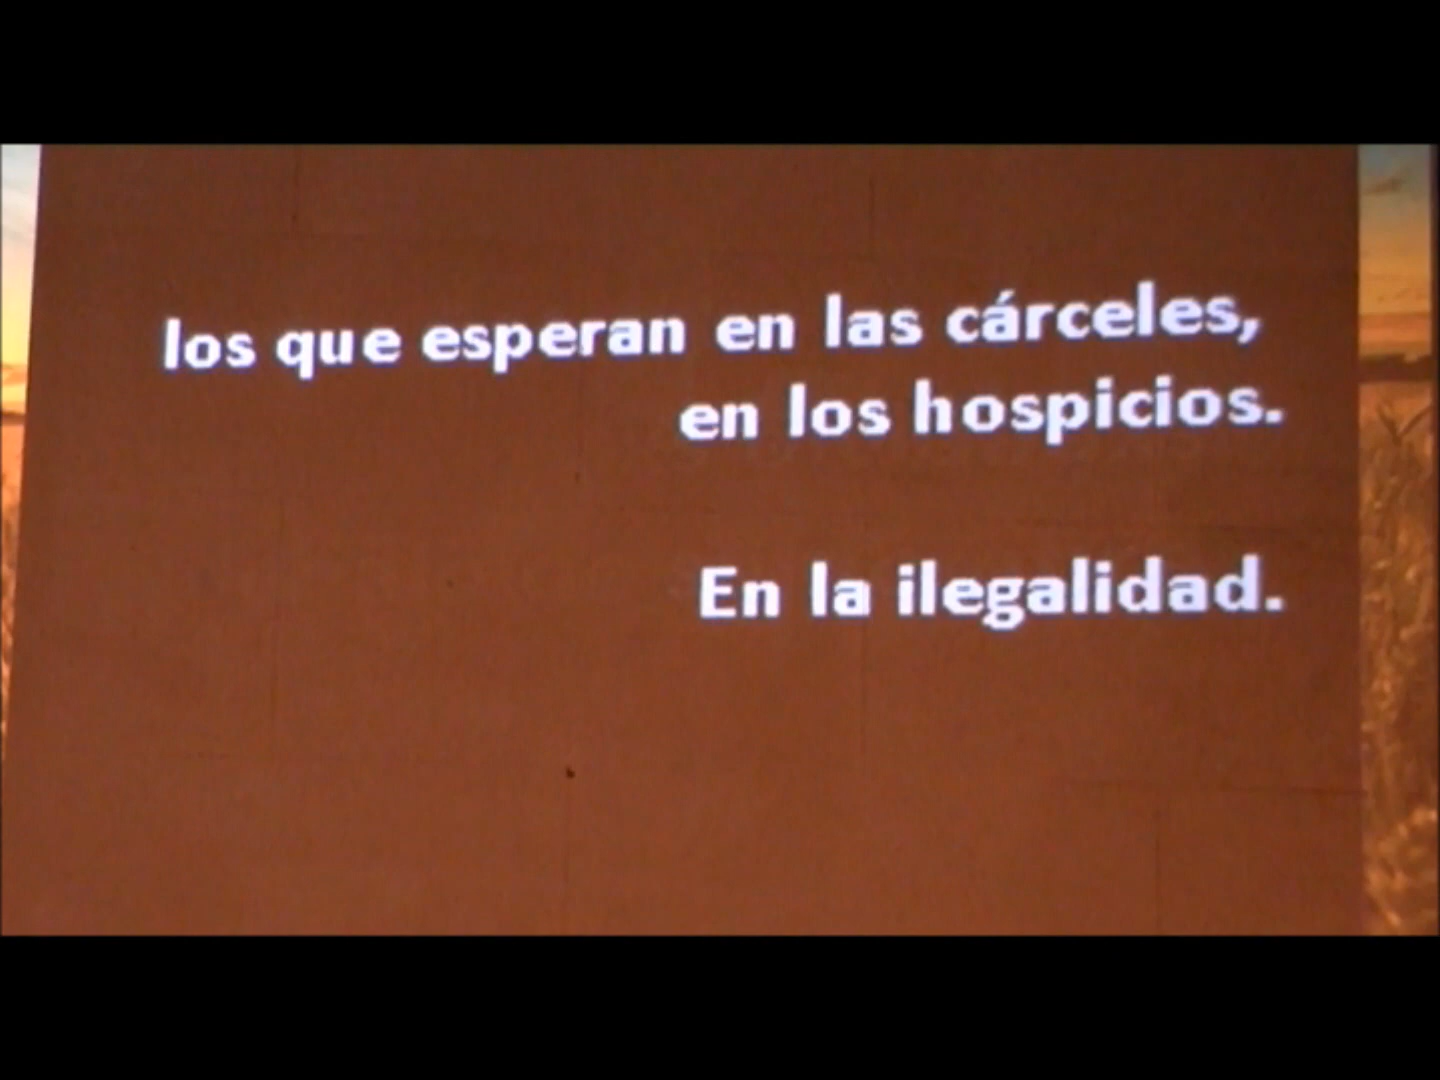 los que esperan en las cárceles,
en los hospicios.
En la ilegalidad.